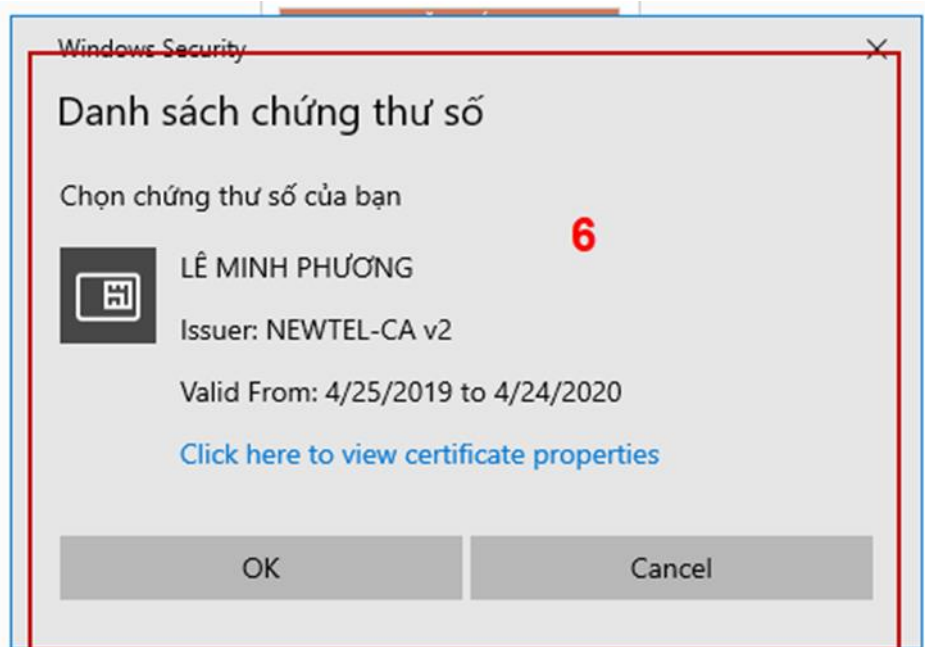 Windows Security
Danh sách chứng thư số
Chọn chứng thư số của bạn
6
LÊ MINH PHƯƠNG
Issuer: NEWTEL-CA v2
Valid From: 4/25/2019 to 4/24/2020
Click here to view certificate properties
OK
Cancel